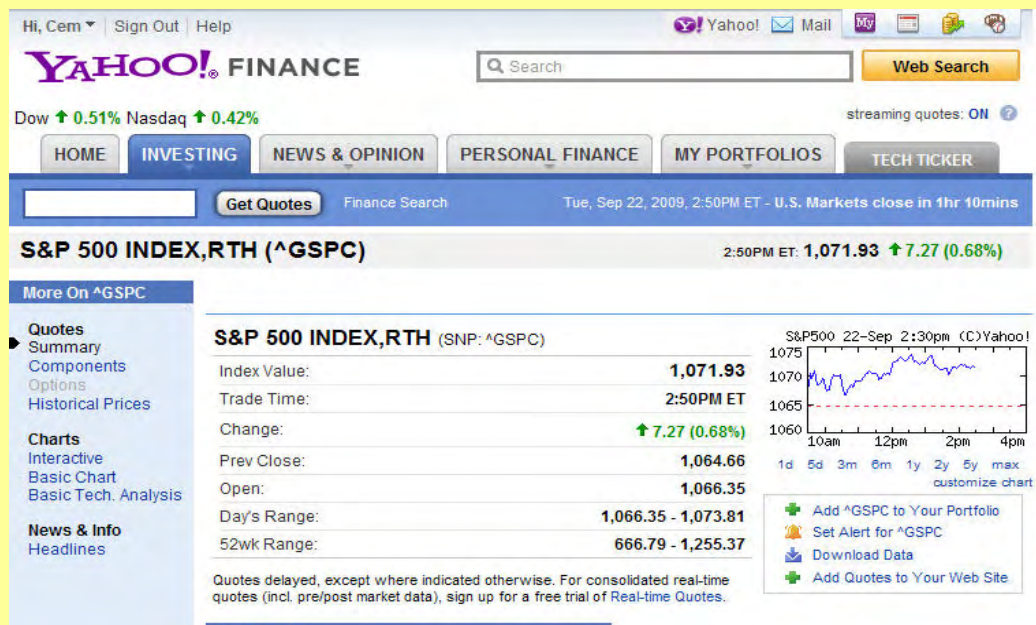 Hi, Cem Sign Out Help Yahoo! Mail My
YAHOO!® FINANCE Search Web Search
Dow 0.51% Nasdaq 0.42% streaming quotes: ON ?
HOME INVESTING NEWS & OPINION PERSONAL FINANCE MY PORTFOLIOS TECH TICKER
Get Quotes Finance Search Tue, Sep 22, 2009, 2:50PM ET - U.S. Markets close in 1hr 10mins
S&P 500 INDEX,RTH (^GSPC) 2:50PM ET: 1,071.93 7.27 (0.68%)
More On ^GSPC
Quotes
Summary
Components
Options
Historical Prices
Charts
Interactive
Basic Chart
Basic Tech. Analysis
News & Info
Headlines
S&P 500 INDEX,RTH (SNP: ^GSPC)
Index Value: 1,071.93
Trade Time: 2:50PM ET
Change: 7.27 (0.68%)
Prev Close: 1,064.66
Open: 1,066.35
Day's Range: 1,066.35 - 1,073.81
52wk Range: 666.79 - 1,255.37
Quotes delayed, except where indicated otherwise. For consolidated real-time
quotes (incl. pre/post market data), sign up for a free trial of Real-time Quotes.
S&P500 22-Sep 2:30pm (C)Yahoo!
1075
1070
1065
1060
10am 12pm 2pm 4pm
1d 5d 3m 6m 1y 2y 5y max
customize chart
Add ^GSPC to Your Portfolio
Set Alert for ^GSPC
Download Data
Add Quotes to Your Web Site